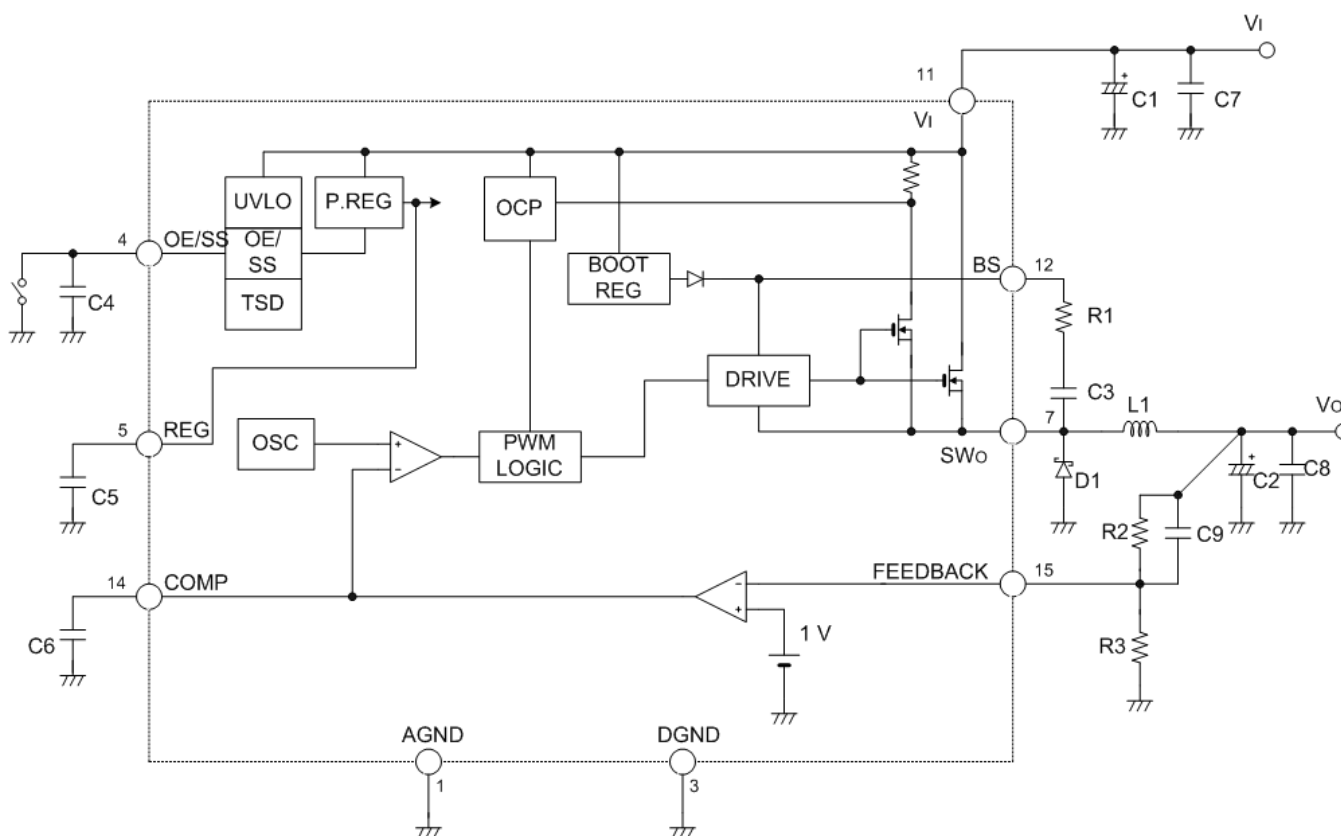 VI
11
C1
C7
VI
UVLO
P.REG
OCP
4
OE/SS
OE/
SS
BOOT
REG
BS
12
C4
TSD
R1
DRIVE
C3
5
REG
OSC
PWM
LOGIC
7
L1
VO
SWO
C5
D1
C2
C8
R2
C9
14
COMP
FEEDBACK
15
C6
1 V
R3
AGND
DGND
1
3